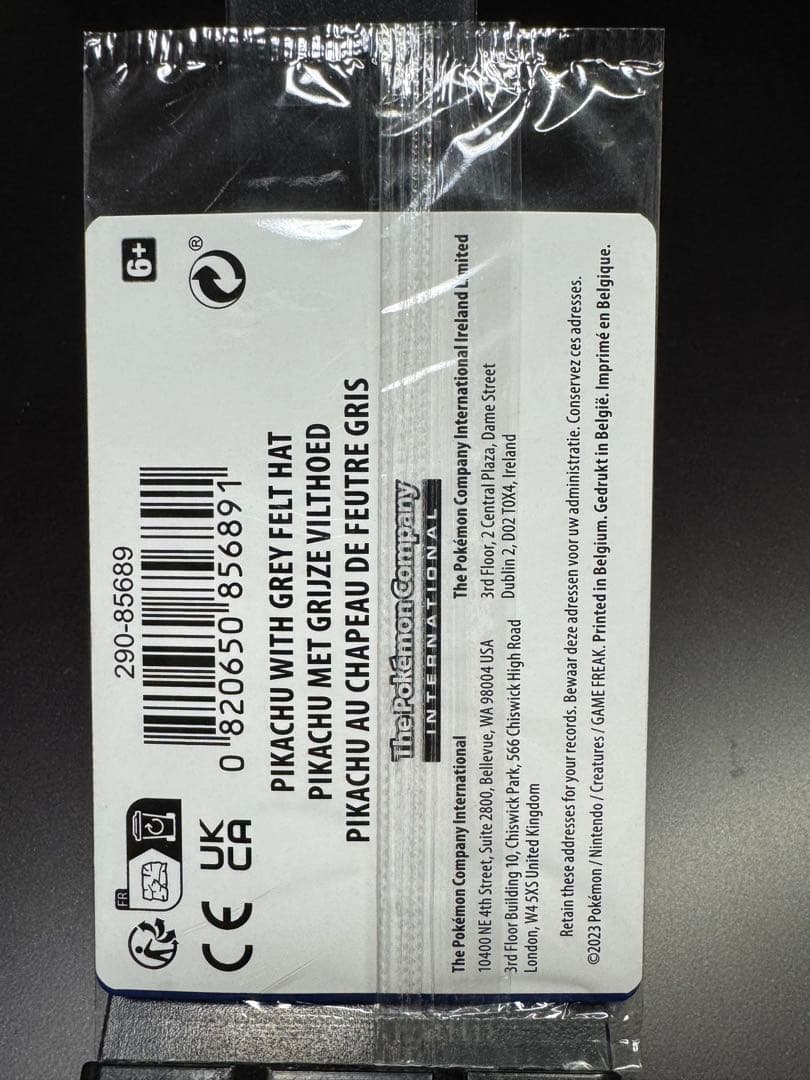 6+
®
290-85689
0 820650 856891
FR
CE
UK
CA
PIKACHU WITH GREY FELT HAT
PIKACHU MET GRIJZE VILTHOED
PIKACHU AU CHAPEAU DE FEUTRE GRIS
The Pokémon Company
INTERNATIONAL
The Pokémon Company International
10400 NE 4th Street, Suite 2800, Bellevue, WA 98004 USA
3rd Floor Building 10, Chiswick Park, 566 Chiswick High Road
London, W4 5XS United Kingdom
The Pokémon Company International Ireland Limited
3rd Floor, 2 Central Plaza, Dame Street
Dublin 2, D02 T0X4, Ireland
Retain these addresses for your records. Bewaar deze adressen voor uw administratie. Conservez ces adresses.
©2023 Pokémon / Nintendo / Creatures / GAME FREAK. Printed in Belgium. Gedrukt in België. Imprimé en Belgique.